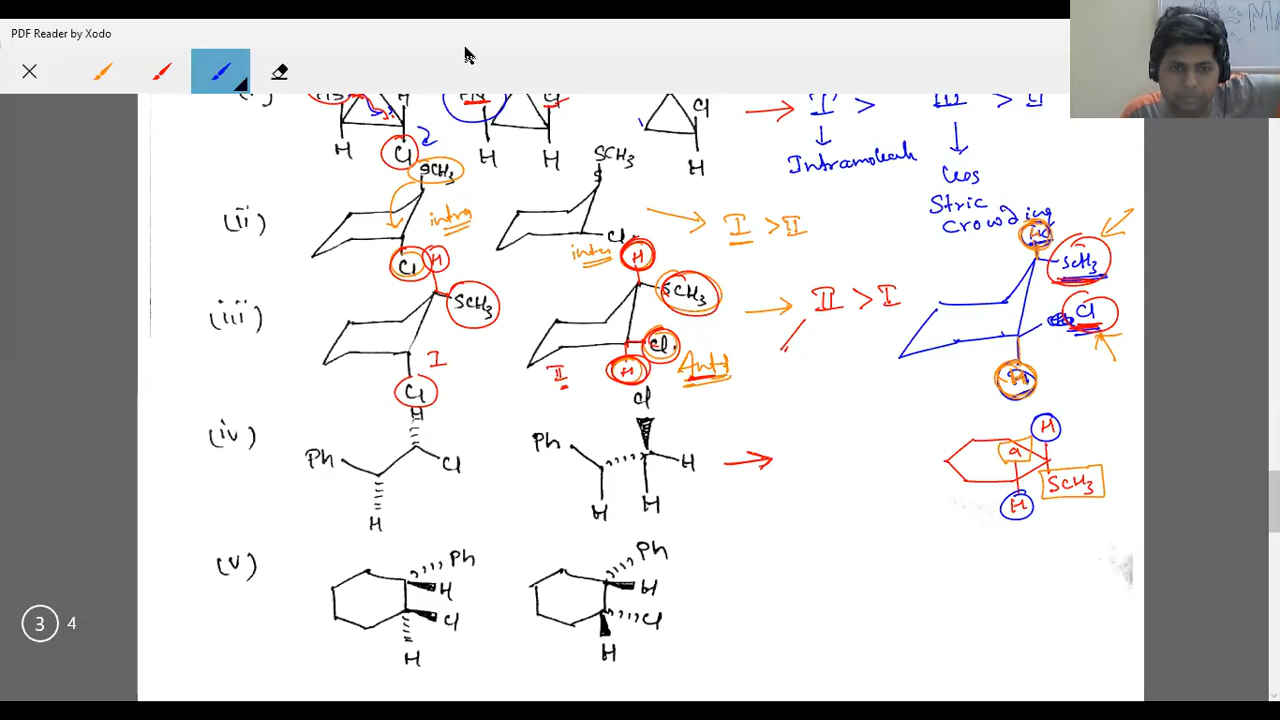 PDF Reader by Xodo
Cl
H
H
Cl
H
H
H
I > III > II
Intramolecular
less
Steric
Crowding
(ii)
SCH3
intra
Cl
SCH3
S
Cl
inter
I > II
(iii)
H
SCH3
I
Cl
H
SCH3
Cl
H
II
Anti
II > I
SCH3
Cl
H
(iv)
Ph
H
Cl
H
Ph
Cl
H
H
H
H
SCH3
H
(v)
Ph
H
Cl
H
Ph
H
Cl
H
3 4